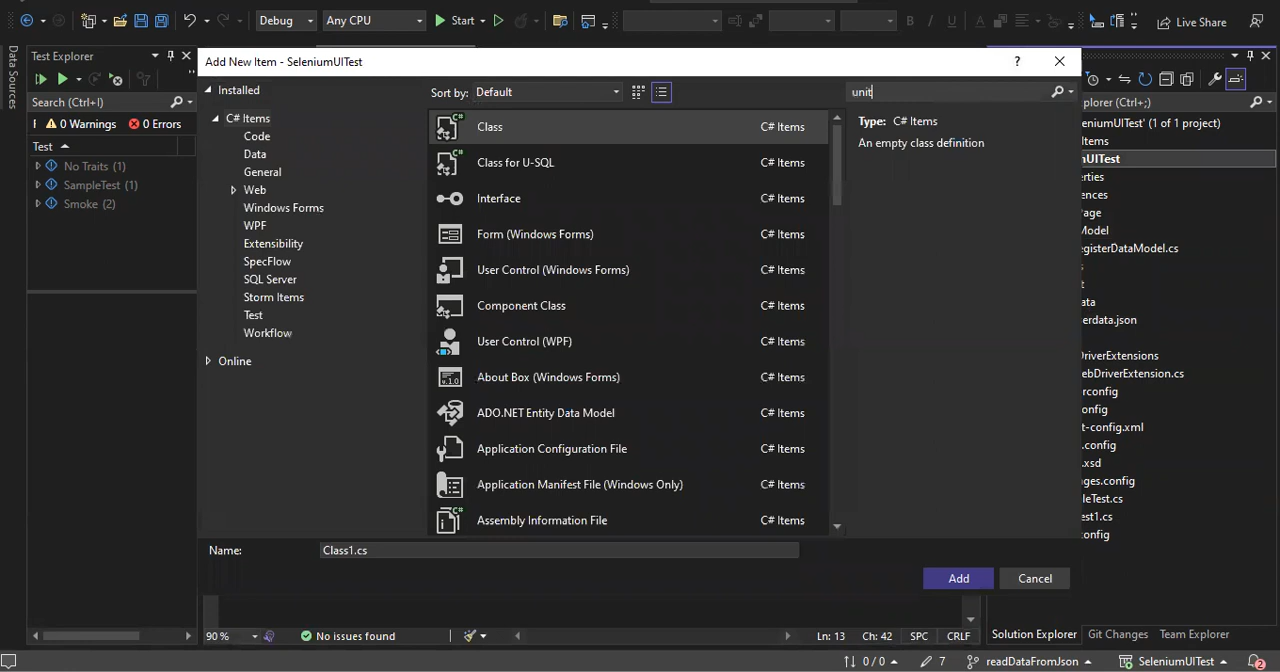 Debug
Any CPU
Start
Live Share
Data Sources
Test Explorer
Search (Ctrl+I)
0 Warnings
0 Errors
Test
No Traits (1)
SampleTest (1)
Smoke (2)
Add New Item - SeleniumUITest
?
Installed
C# Items
Code
Data
General
Web
Windows Forms
WPF
Extensibility
SpecFlow
SQL Server
Storm Items
Test
Workflow
Online
Sort by:
Default
Class C# Items
Class for U-SQL C# Items
Interface C# Items
Form (Windows Forms) C# Items
User Control (Windows Forms) C# Items
Component Class C# Items
User Control (WPF) C# Items
About Box (Windows Forms) C# Items
ADO.NET Entity Data Model C# Items
Application Configuration File C# Items
Application Manifest File (Windows Only) C# Items
Assembly Information File C# Items
unit
Type: C# Items
An empty class definition
Name:
Class1.cs
Add
Cancel
plorer (Ctrl+;)
eleniumUITest' (1 of 1 project)
Items
mUITest
erties
ences
age
Model
egisterDataModel.cs
s
t
ata
erdata.json
DriverExtensions
ebDriverExtension.cs
rconfig
onfig
t-config.xml
.config
.xsd
ages.config
pleTest.cs
est1.cs
onfig
90 %
No issues found
Ln: 13
Ch: 42
SPC
CRLF
Solution Explorer
Git Changes
Team Explorer
0 / 0
7
readDataFromJson
SeleniumUITest
2